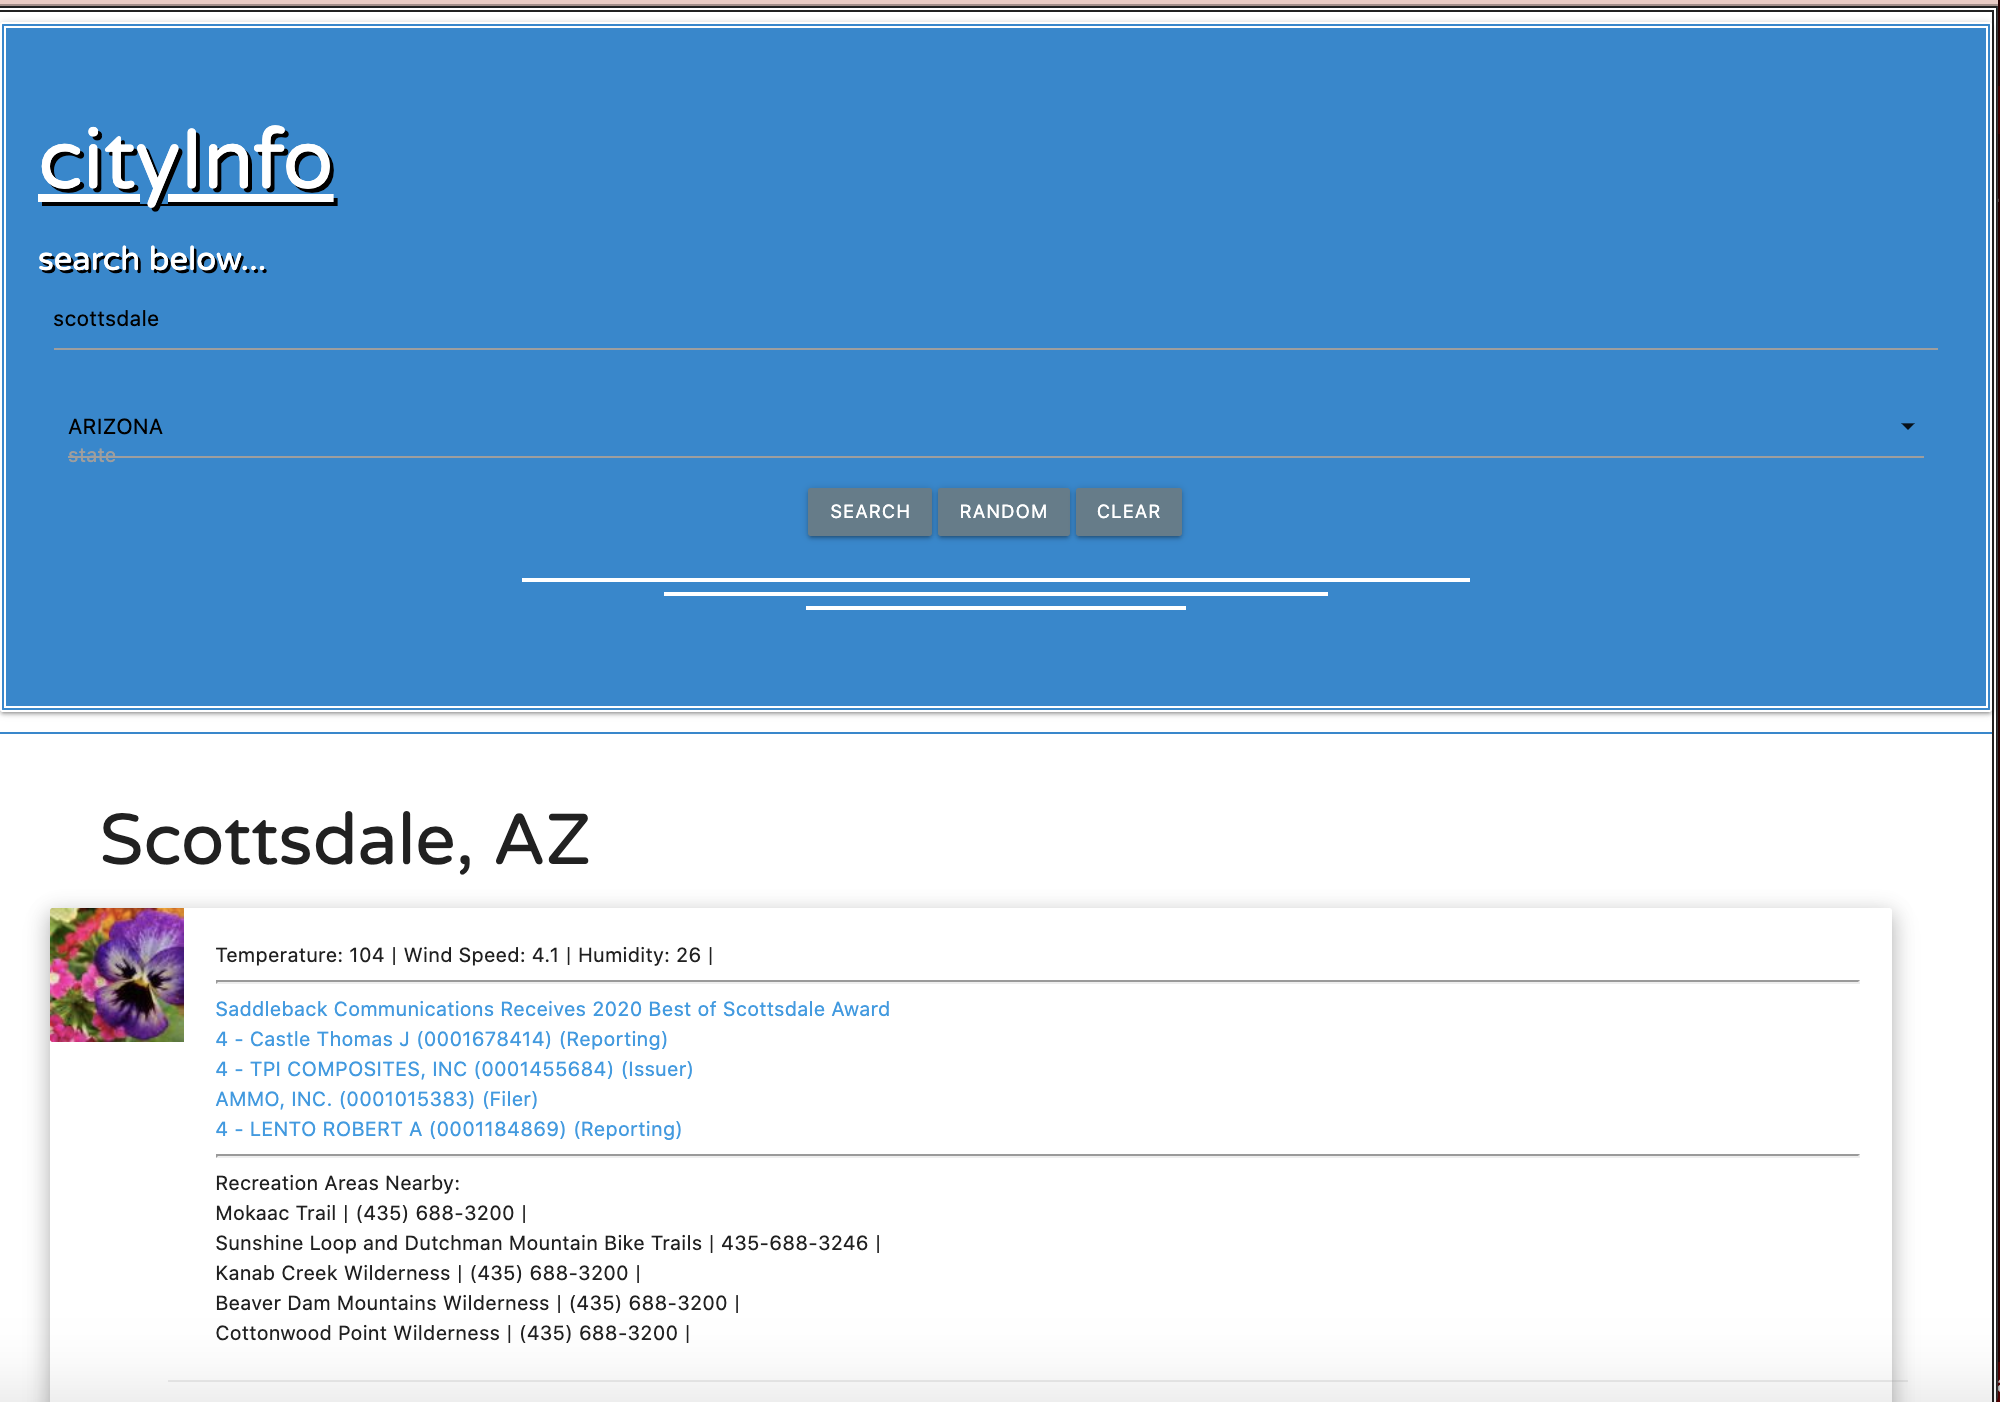 cityInfo
search below...
scottsdale
ARIZONA
state
SEARCH RANDOM CLEAR
Scottsdale, AZ
Temperature: 104 | Wind Speed: 4.1 | Humidity: 26 |
Saddleback Communications Receives 2020 Best of Scottsdale Award
4 - Castle Thomas J (0001678414) (Reporting)
4 - TPI COMPOSITES, INC (0001455684) (Issuer)
AMMO, INC. (0001015383) (Filer)
4 - LENTO ROBERT A (0001184869) (Reporting)
Recreation Areas Nearby:
Mokaac Trail | (435) 688-3200 |
Sunshine Loop and Dutchman Mountain Bike Trails | 435-688-3246 |
Kanab Creek Wilderness | (435) 688-3200 |
Beaver Dam Mountains Wilderness | (435) 688-3200 |
Cottonwood Point Wilderness | (435) 688-3200 |